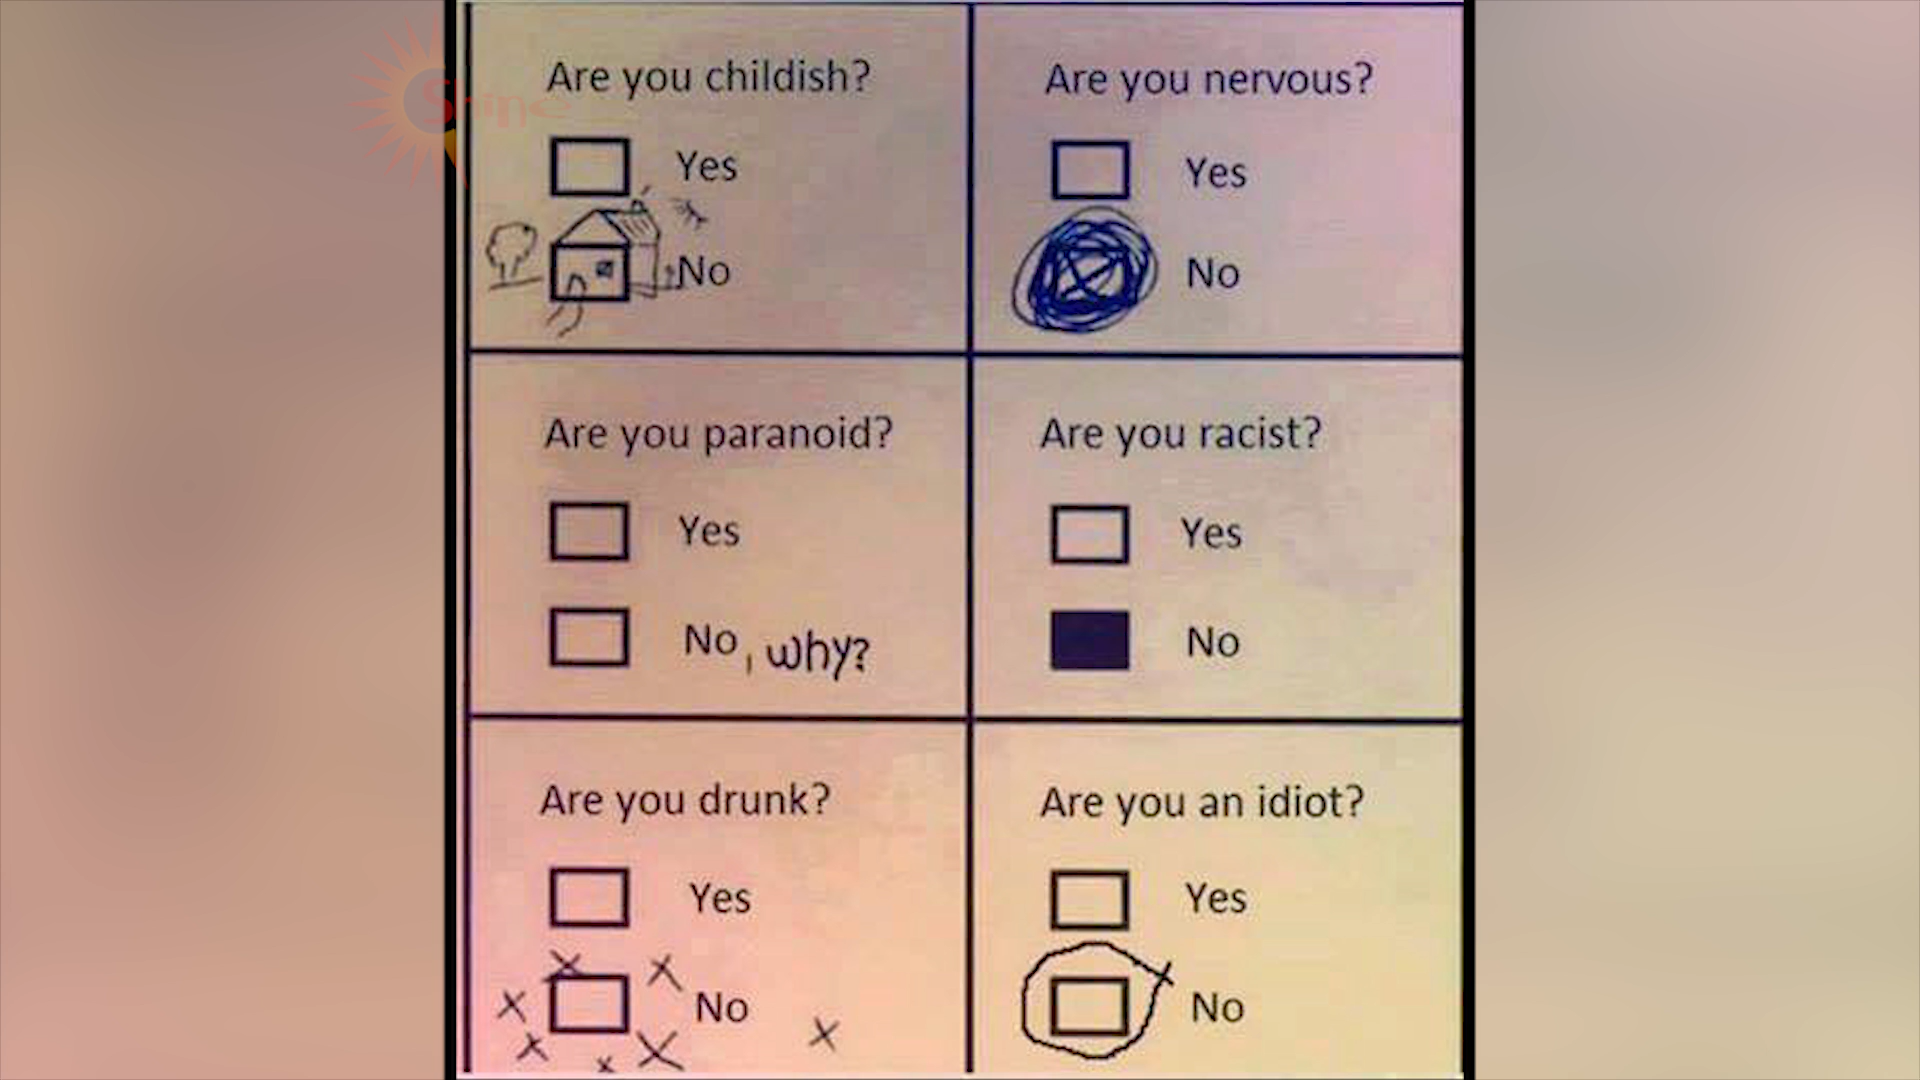 Shine
Are you childish?
Yes
No
Are you nervous?
Yes
No
Are you paranoid?
Yes
No, why?
Are you racist?
Yes
No
Are you drunk?
Yes
No
Are you an idiot?
Yes
No